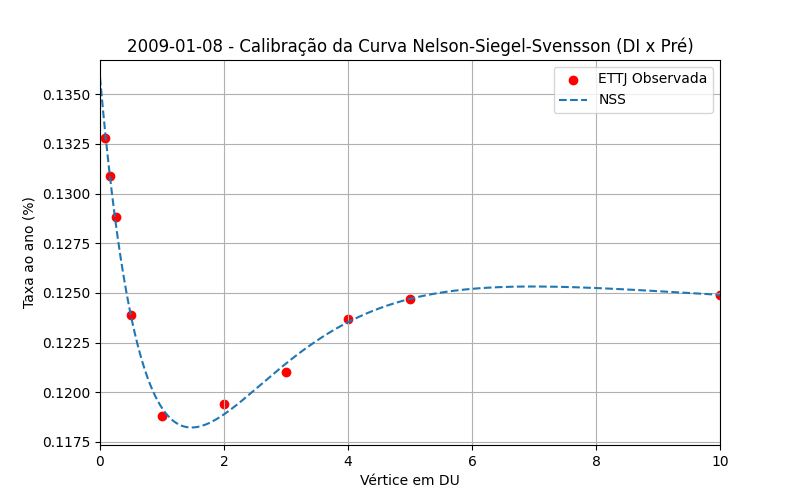 2009-01-08 - Calibração da Curva Nelson-Siegel-Svensson (DI x Pré)
ETTJ Observada
NSS
Taxa ao ano (%)
0.1350
0.1325
0.1300
0.1275
0.1250
0.1225
0.1200
0.1175
0 2 4 6 8 10
Vértice em DU